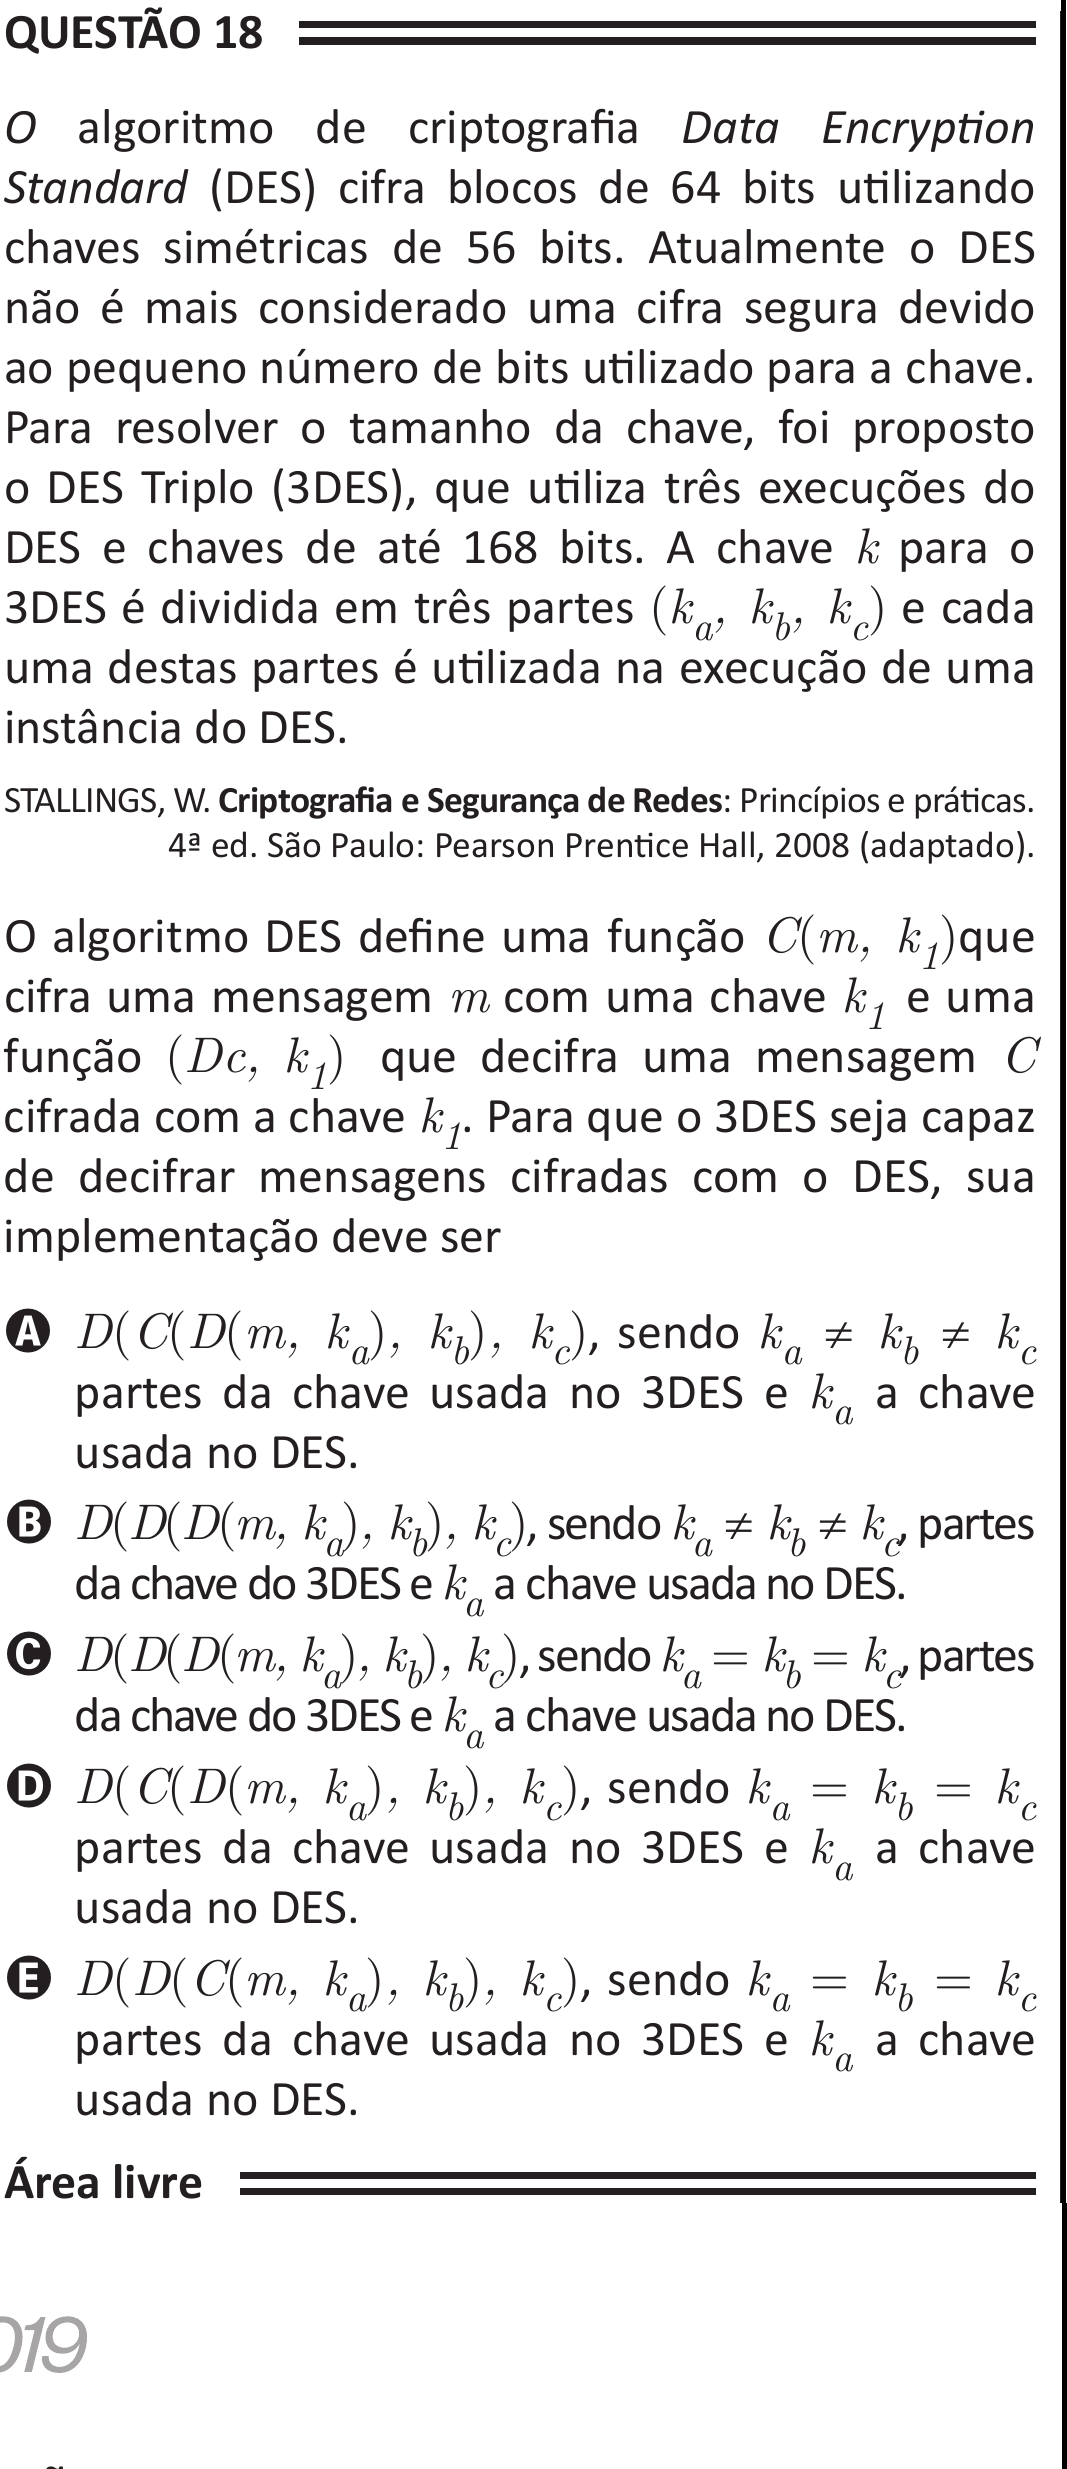 QUESTÃO 18
O algoritmo de criptografia Data Encryption
Standard (DES) cifra blocos de 64 bits utilizando
chaves simétricas de 56 bits. Atualmente o DES
não é mais considerado uma cifra segura devido
ao pequeno número de bits utilizado para a chave.
Para resolver o tamanho da chave, foi proposto
o DES Triplo (3DES), que utiliza três execuções do
DES e chaves de até 168 bits. A chave k para o
3DES é dividida em três partes (k_a, k_b, k_c) e cada
uma destas partes é utilizada na execução de uma
instância do DES.
STALLINGS, W. Criptografia e Segurança de Redes: Princípios e práticas.
4ª ed. São Paulo: Pearson Prentice Hall, 2008 (adaptado).
O algoritmo DES define uma função C(m, k_1)que
cifra uma mensagem m com uma chave k_1 e uma
função (Dc, k_1) que decifra uma mensagem C
cifrada com a chave k_1. Para que o 3DES seja capaz
de decifrar mensagens cifradas com o DES, sua
implementação deve ser
A D(C(D(m, k_a), k_b), k_c), sendo k_a ≠ k_b ≠ k_c
partes da chave usada no 3DES e k_a a chave
usada no DES.
B D(D(D(m, k_a), k_b), k_c), sendo k_a ≠ k_b ≠ k_c, partes
da chave do 3DES e k_a a chave usada no DES.
C D(D(D(m, k_a), k_b), k_c), sendo k_a = k_b = k_c, partes
da chave do 3DES e k_a a chave usada no DES.
D D(C(D(m, k_a), k_b), k_c), sendo k_a = k_b = k_c
partes da chave usada no 3DES e k_a a chave
usada no DES.
E D(D(C(m, k_a), k_b), k_c), sendo k_a = k_b = k_c
partes da chave usada no 3DES e k_a a chave
usada no DES.
Área livre
019